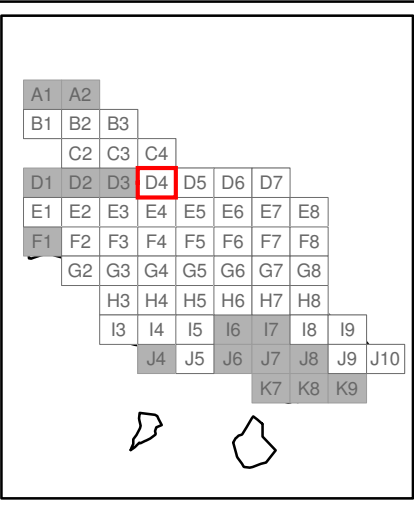 A1 A2
B1 B2 B3
C2 C3 C4
D1 D2 D3 D4 D5 D6 D7
E1 E2 E3 E4 E5 E6 E7 E8
F1 F2 F3 F4 F5 F6 F7 F8
G2 G3 G4 G5 G6 G7 G8
H3 H4 H5 H6 H7 H8
I3 I4 I5 I6 I7 I8 I9
J4 J5 J6 J7 J8 J9 J10
K7 K8 K9